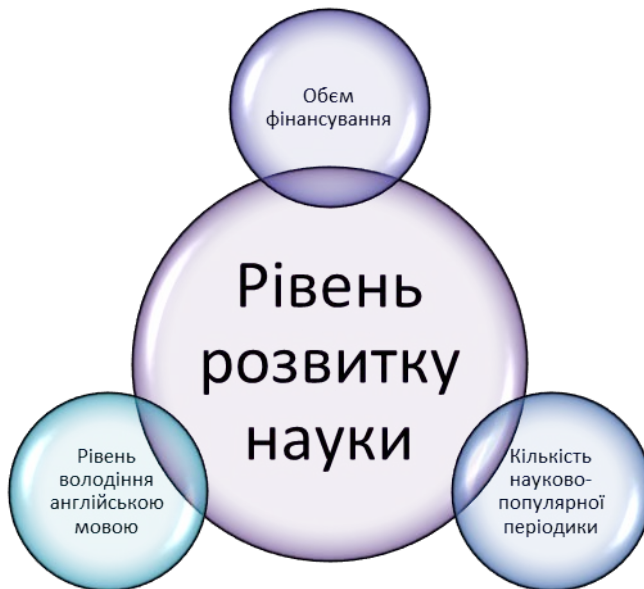 Обєм
фінансування
Рівень
розвитку
науки
Рівень
володіння
англійською
мовою
Кількість
науково-
популярної
періодики